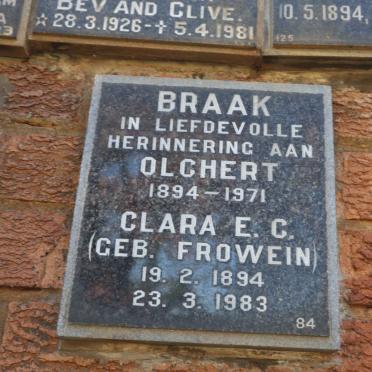 BEV AND CLIVE.
☆ 28.3.1926 -✝ 5.4.1981
10.5.1894,
125
BRAAK
IN LIEFDEVOLLE
HERINNERING AAN
OLCHERT
1894-1971
CLARA E. C.
(GEB. FROWEIN)
19. 2. 1894
23. 3. 1983
84